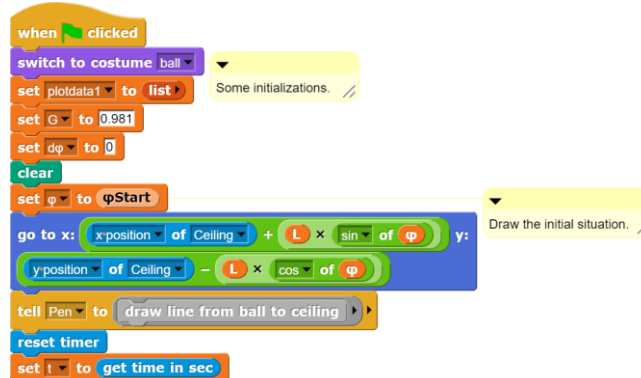 when clicked
switch to costume ball
Some initializations.
set plotdata1 to list
set G to 0.981
set dφ to 0
clear
set φ to φStart
Draw the initial situation.
go to x: x-position of Ceiling + L × sin of φ y:
y-position of Ceiling − L × cos of φ
tell Pen to draw line from ball to ceiling
reset timer
set t to get time in sec